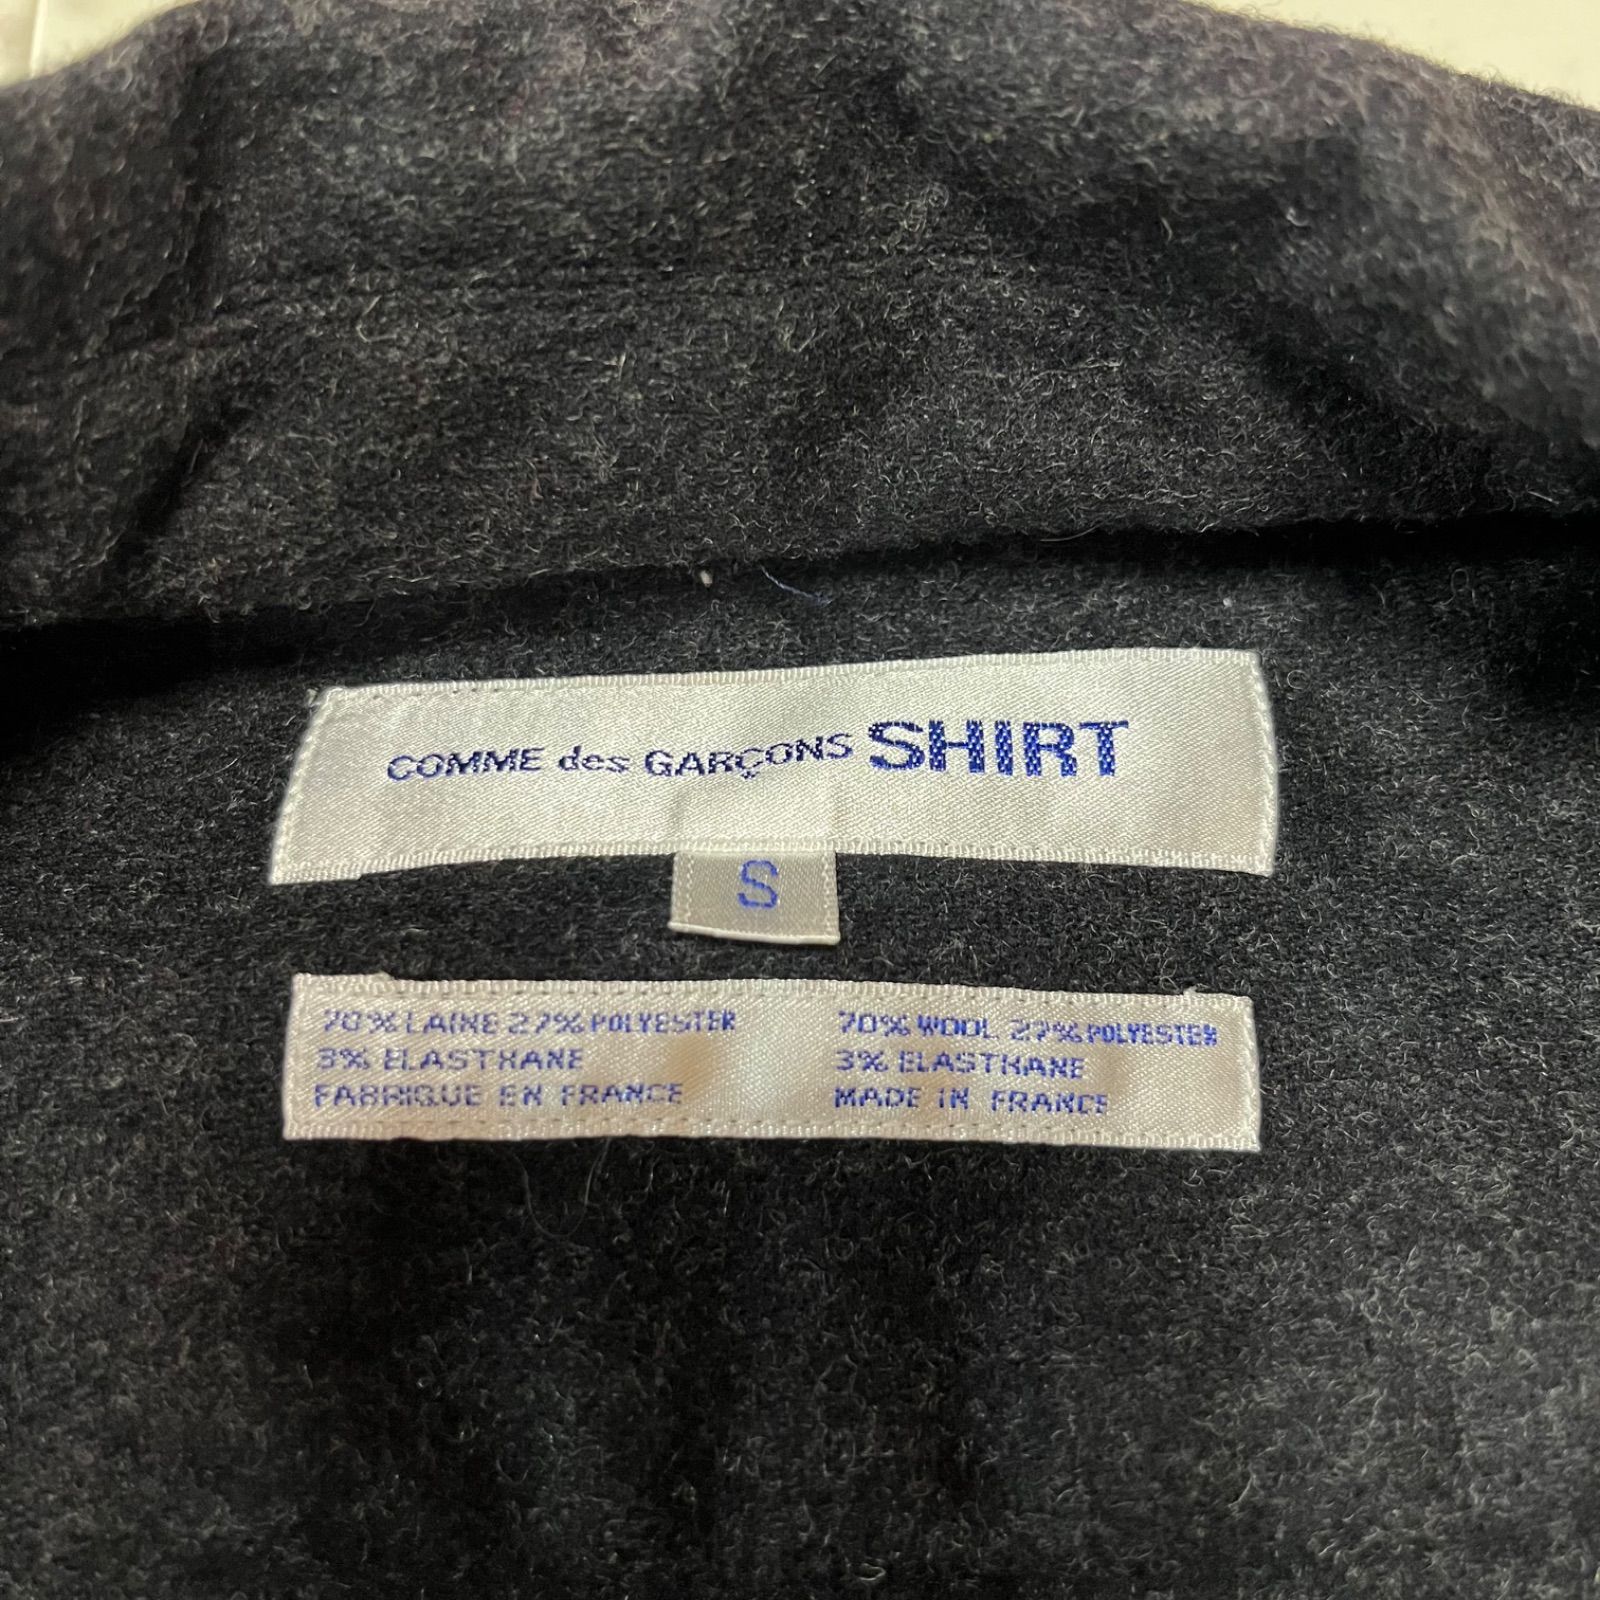 COMME des GARÇONS SHIRT
S
70% LAINE 27% POLYESTER
3% ELASTHANE
FABRIQUE EN FRANCE
70% WOOL 27% POLYESTER
3% ELASTHANE
MADE IN FRANCE